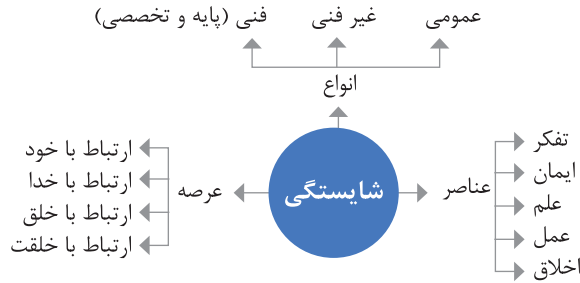 عمومی
غیر فنی
فنی (پایه و تخصصی)
انواع
شایستگی
عناصر
تفکر
ایمان
علم
عمل
اخلاق
عرصه
ارتباط با خود
ارتباط با خدا
ارتباط با خلق
ارتباط با خلقت